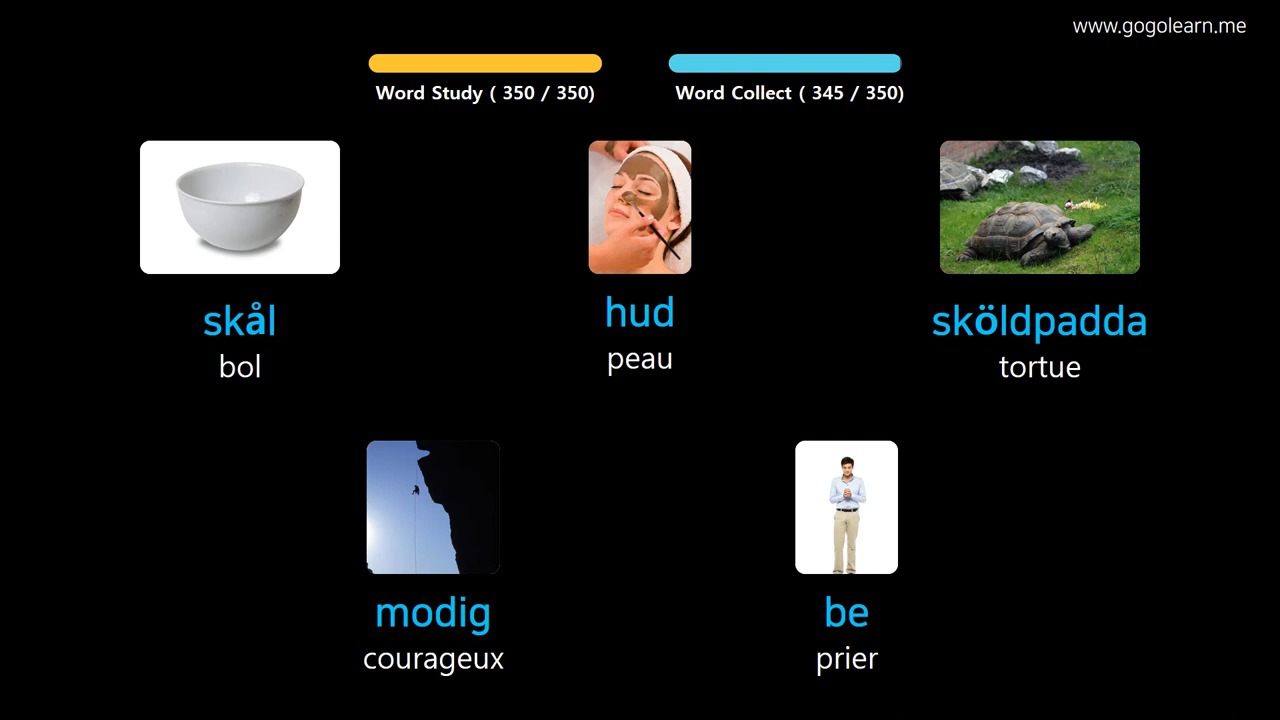 www.gogolearn.me
Word Study ( 350 / 350)
Word Collect ( 345 / 350)
skål
bol
hud
peau
sköldpadda
tortue
modig
courageux
be
prier